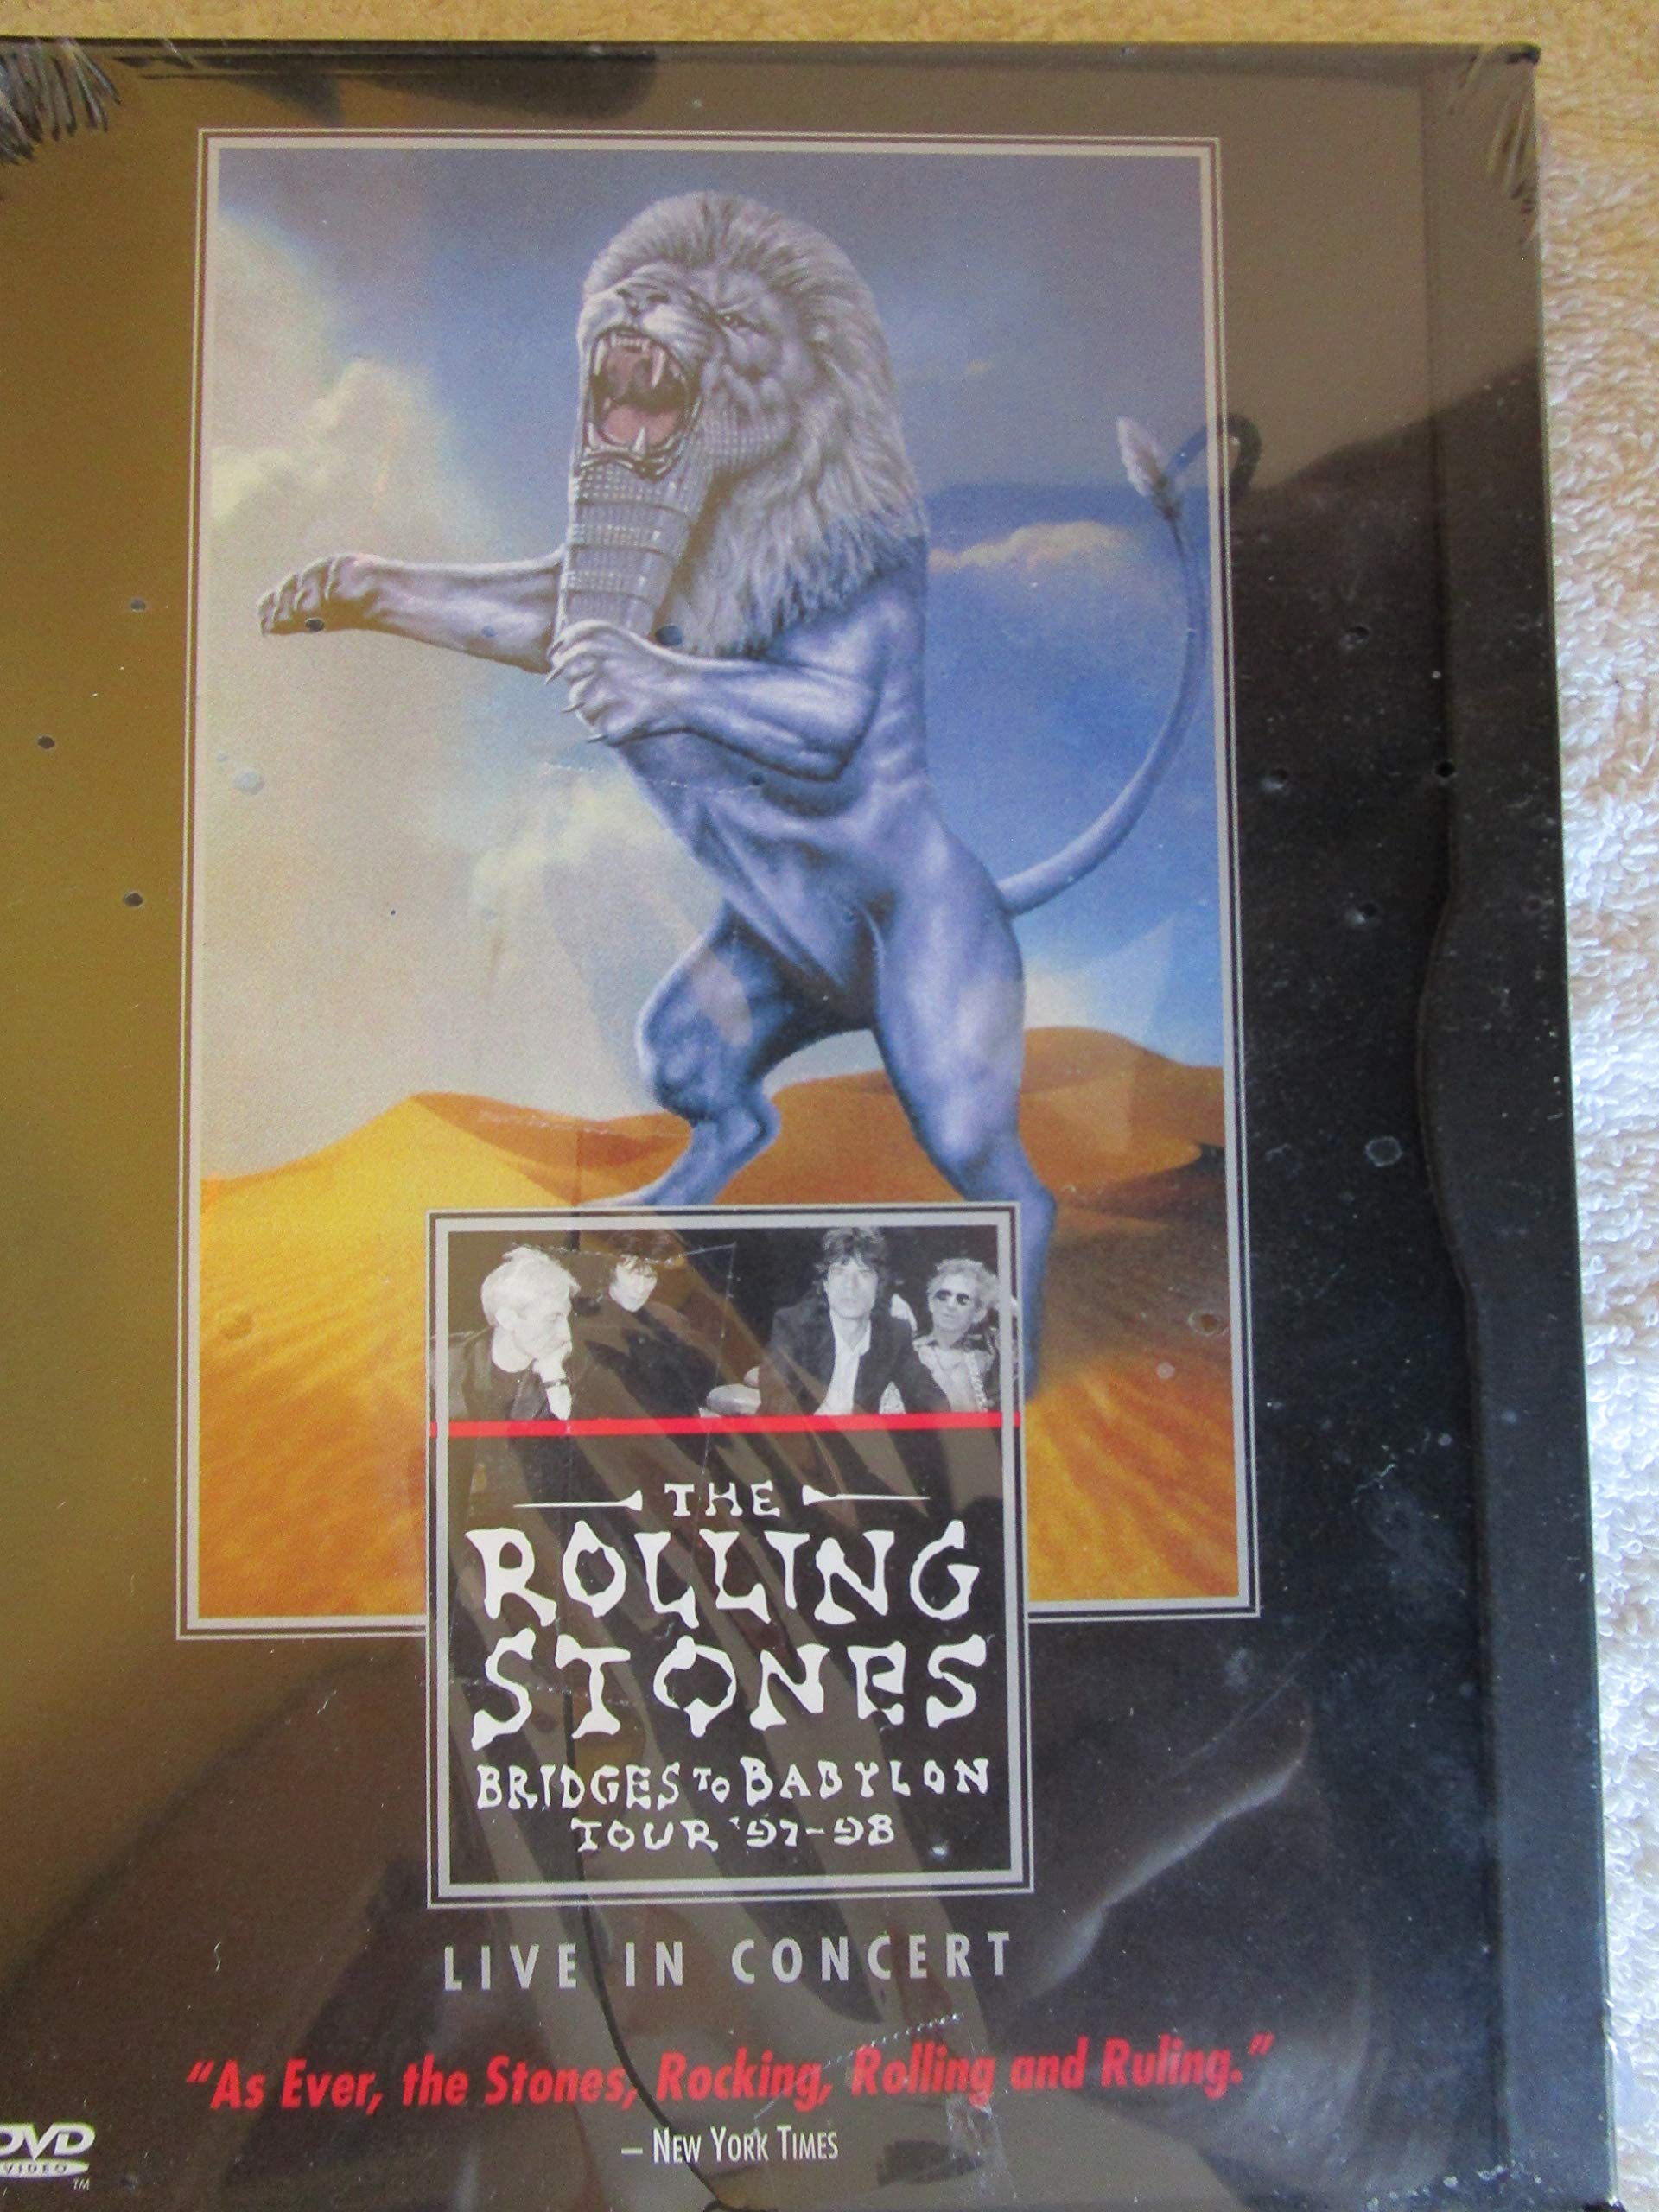 THE
ROLLING
STONES
BRIDGES TO BABYLON
TOUR '97-98
LIVE IN CONCERT
"As Ever, the Stones, Rocking, Rolling and Ruling."
– NEW YORK TIMES
DVD
VIDEO
TM